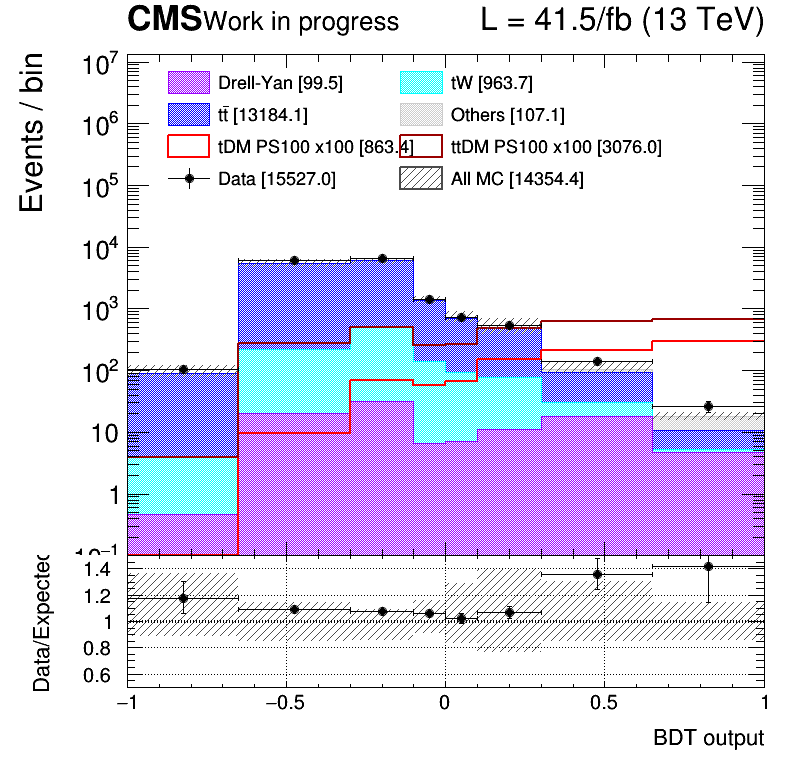 CMS Work in progress L = 41.5/fb (13 TeV)
Events / bin
10⁷
10⁶
10⁵
10⁴
10³
10²
10
1
10⁻¹
Drell-Yan [99.5] tW [963.7]
tt̄ [13184.1] Others [107.1]
tDM PS100 x100 [863.4] ttDM PS100 x100 [3076.0]
Data [15527.0] All MC [14354.4]
Data/Expected
1.4
1.2
1
0.8
0.6
−1 −0.5 0 0.5 1
BDT output